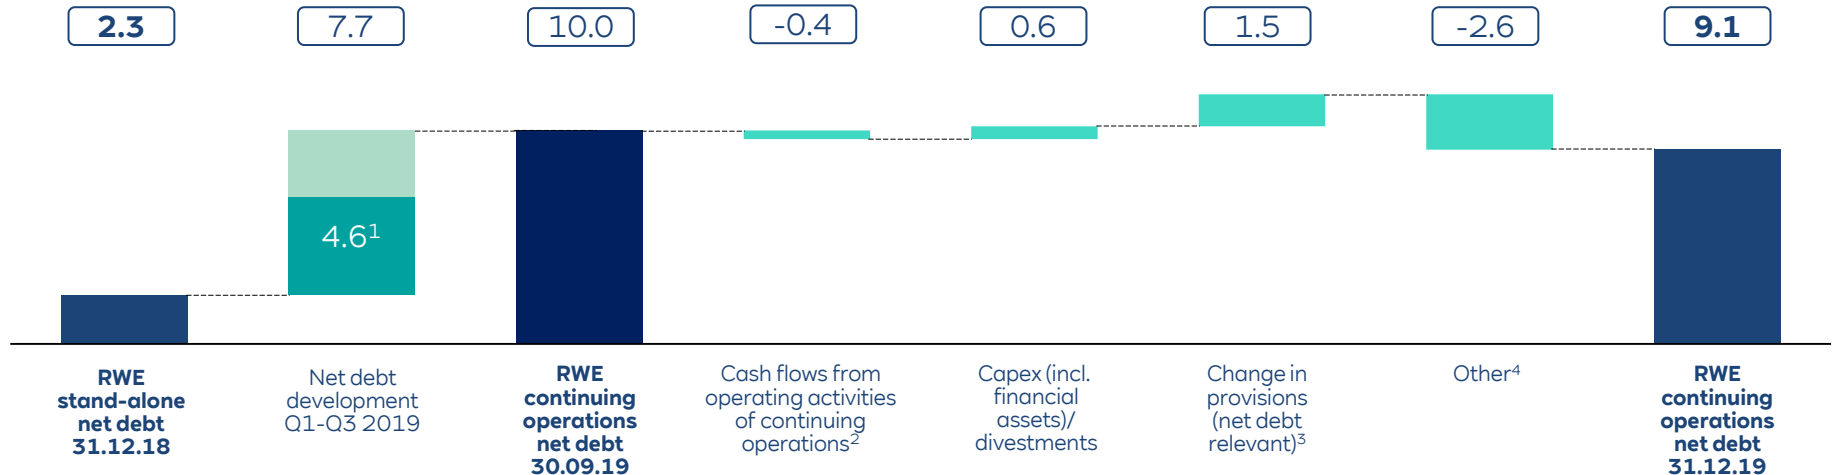 2.3
7.7
10.0
-0.4
0.6
1.5
-2.6
9.1
4.6¹
RWE
stand-alone
net debt
31.12.18
Net debt
development
Q1-Q3 2019
RWE
continuing
operations
net debt
30.09.19
Cash flows from
operating activities
of continuing
operations²
Capex (incl.
financial
assets)/
divestments
Change in
provisions
(net debt
relevant)³
Other⁴
RWE
continuing
operations
net debt
31.12.19